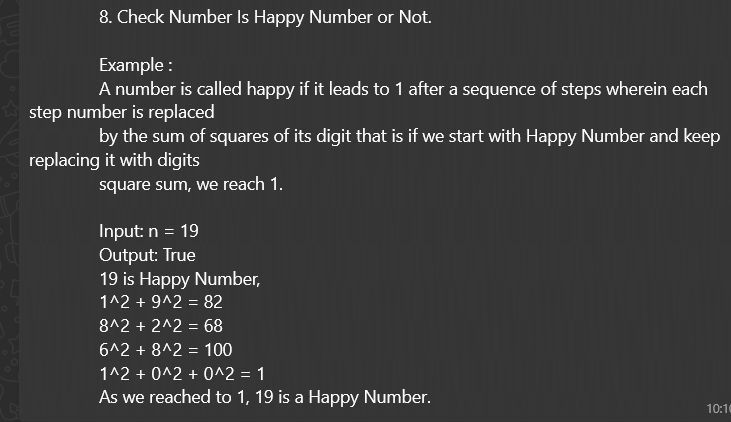 8. Check Number Is Happy Number or Not.
Example :
A number is called happy if it leads to 1 after a sequence of steps wherein each
step number is replaced
by the sum of squares of its digit that is if we start with Happy Number and keep
replacing it with digits
square sum, we reach 1.
Input: n = 19
Output: True
19 is Happy Number,
1^2 + 9^2 = 82
8^2 + 2^2 = 68
6^2 + 8^2 = 100
1^2 + 0^2 + 0^2 = 1
As we reached to 1, 19 is a Happy Number.